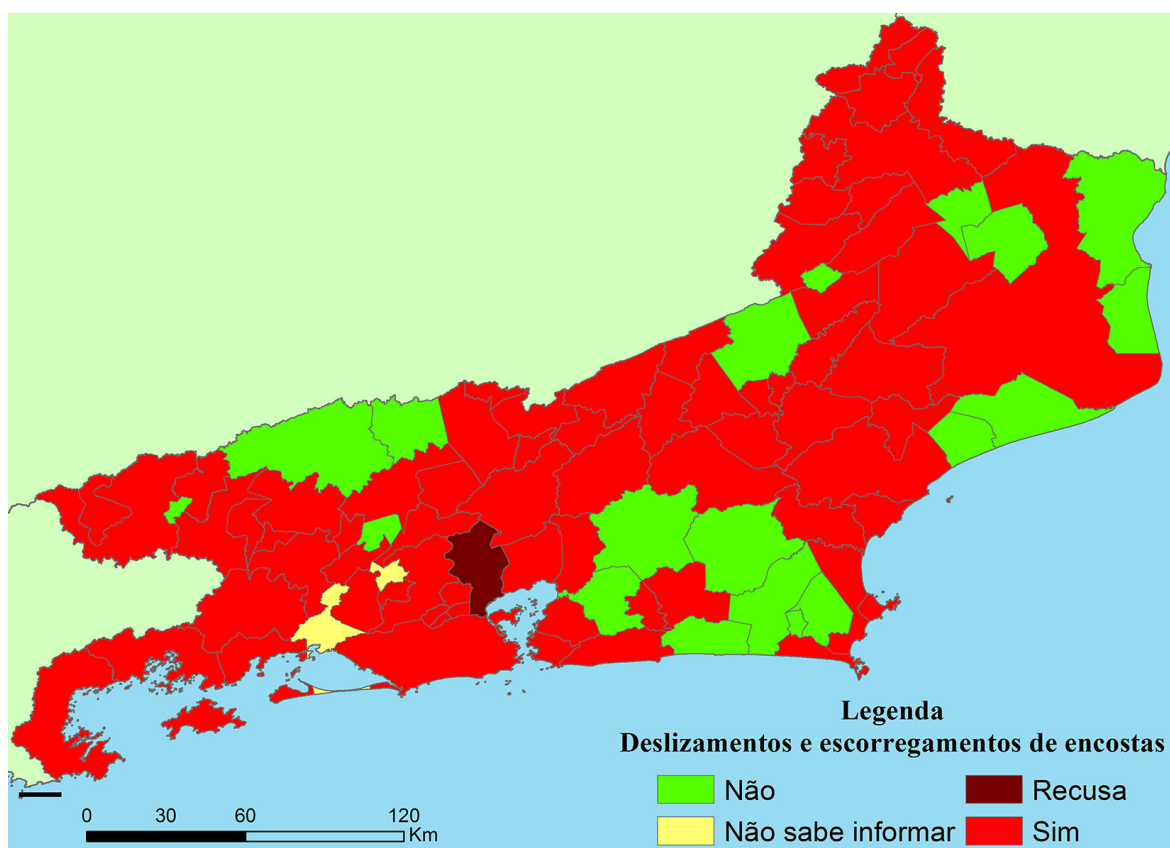 Legenda
Deslizamentos e escorregamentos de encostas
Não
Recusa
Não sabe informar
Sim
0 30 60 120
Km